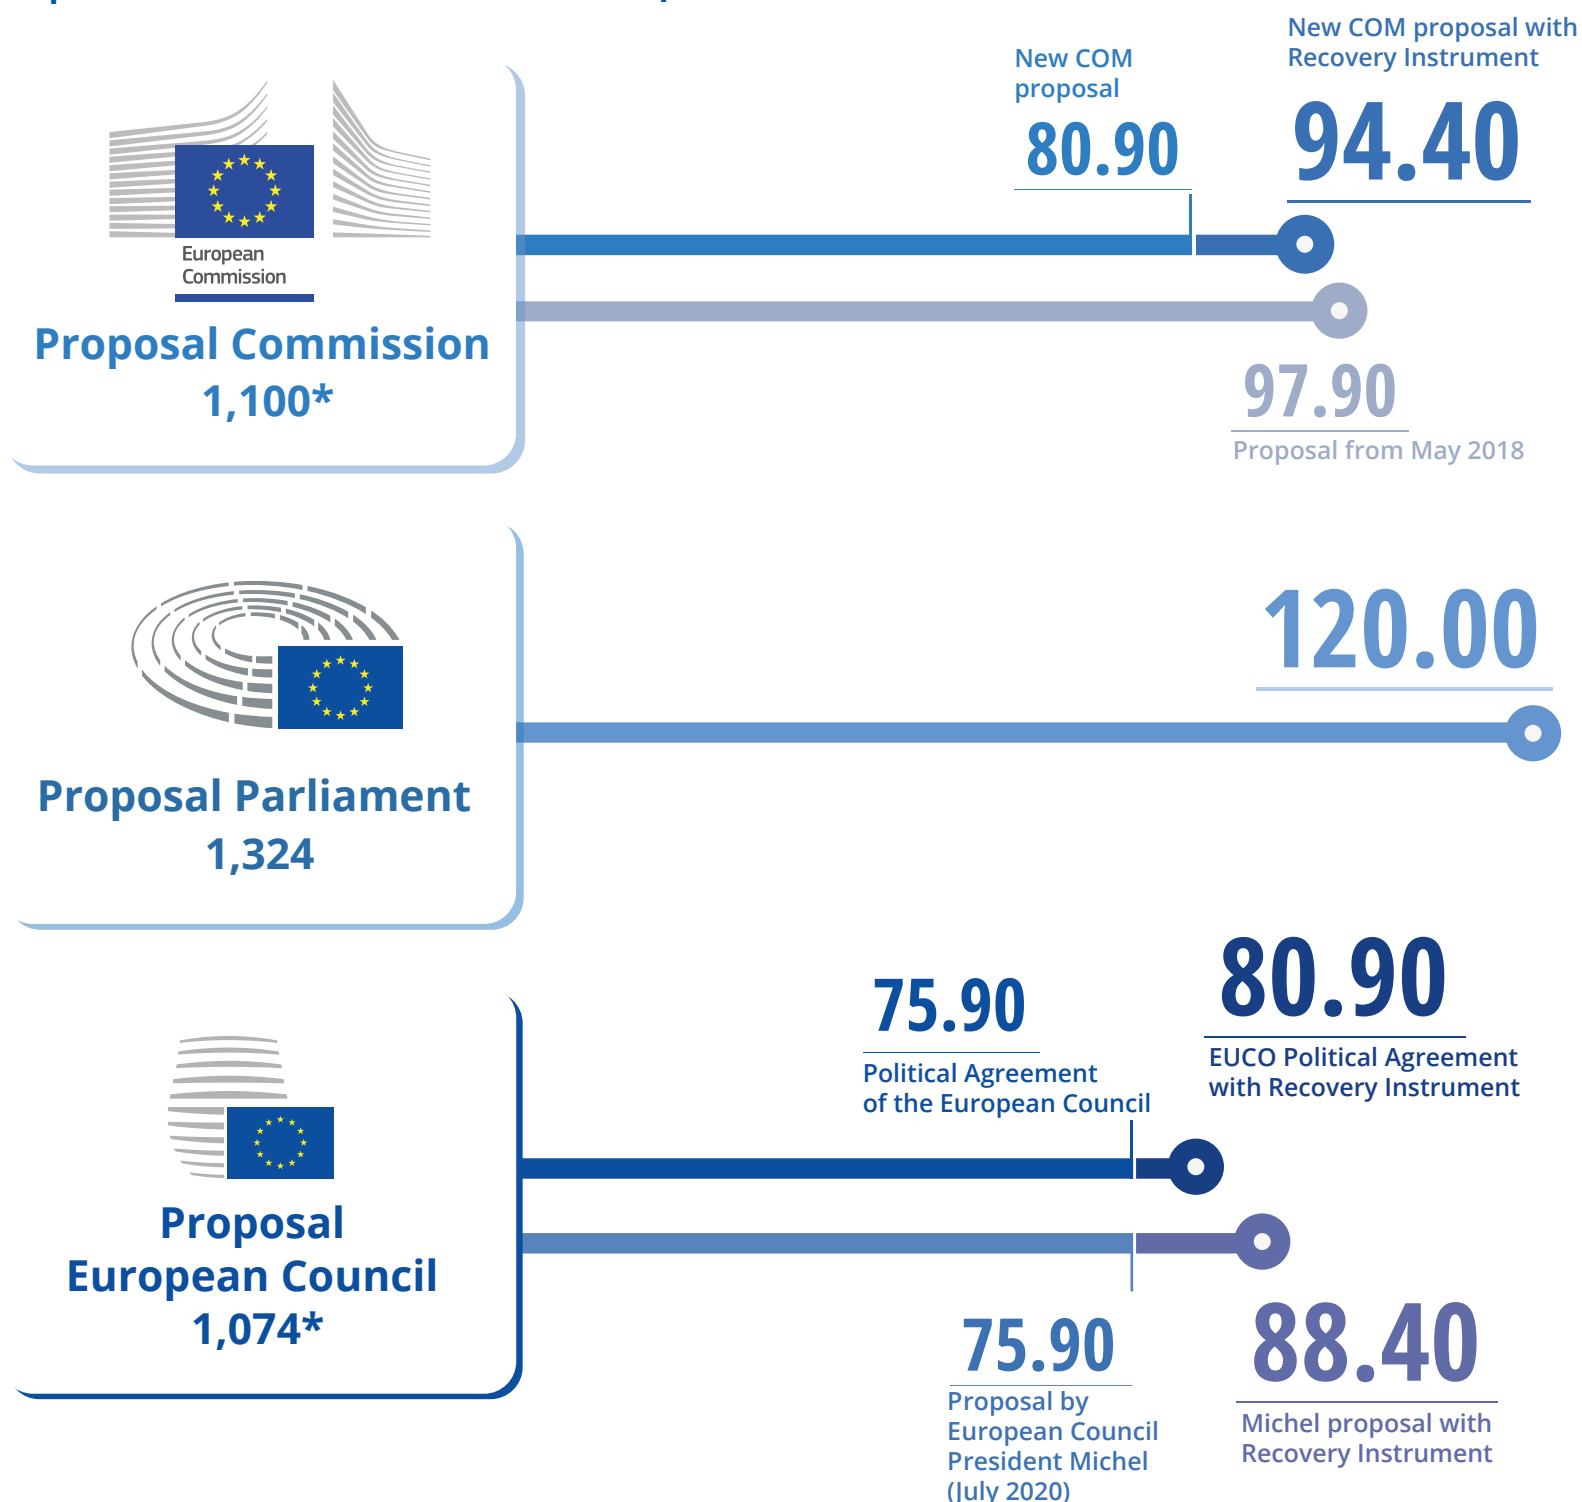 New COM proposal with
Recovery Instrument
94.40
New COM
proposal
80.90
European
Commission
Proposal Commission
1,100*
97.90
Proposal from May 2018
120.00
Proposal Parliament
1,324
75.90
Political Agreement
of the European Council
80.90
EUCO Political Agreement
with Recovery Instrument
Proposal
European Council
1,074*
75.90
Proposal by
European Council
President Michel
(July 2020)
88.40
Michel proposal with
Recovery Instrument